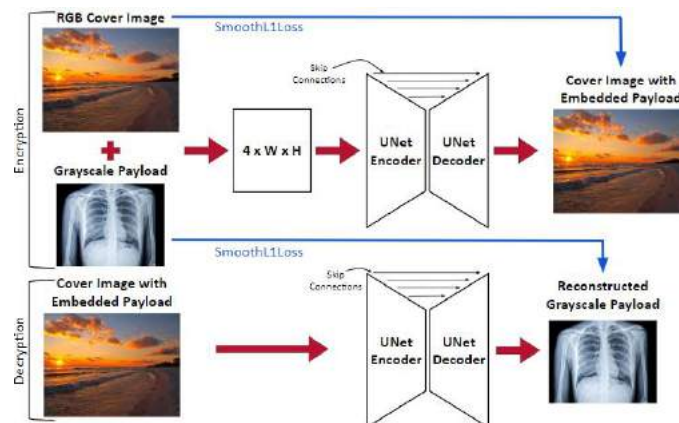 RGB Cover Image
SmoothL1Loss
Skip
Connections
Cover Image with
Embedded Payload
Encryption
4 x W x H
UNet
Encoder
UNet
Decoder
Grayscale Payload
SmoothL1Loss
Cover Image with
Embedded Payload
Skip
Connections
Reconstructed
Grayscale Payload
Decryption
UNet
Encoder
UNet
Decoder